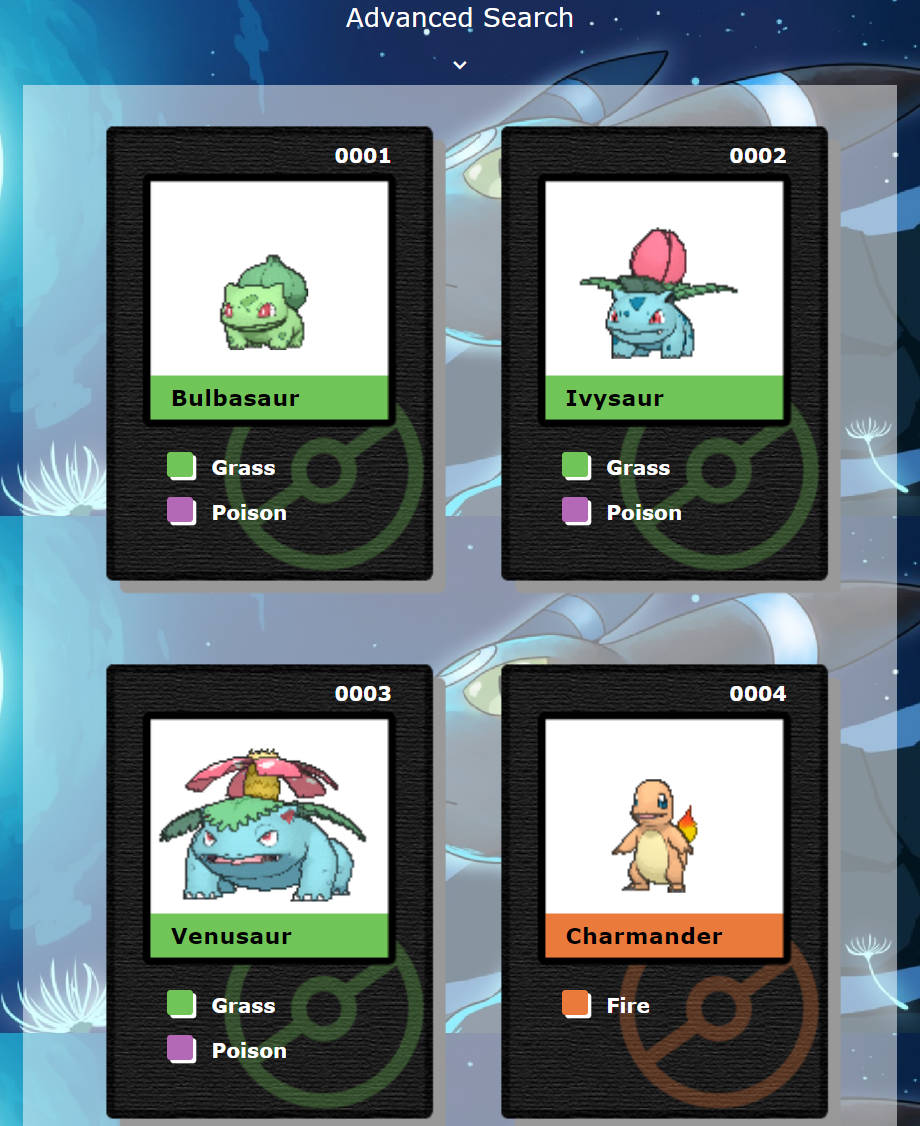 Advanced Search
0001
Bulbasaur
Grass
Poison
0002
Ivysaur
Grass
Poison
0003
Venusaur
Grass
Poison
0004
Charmander
Fire